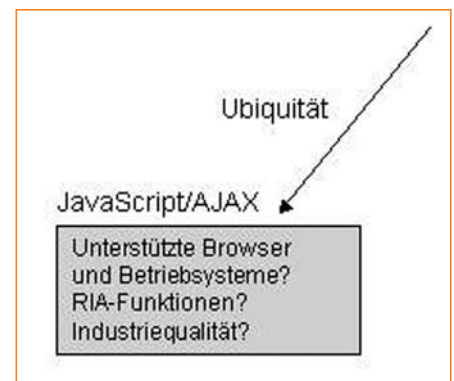 Ubiquität
JavaScript/AJAX
Unterstützte Browser
und Betriebsysteme?
RIA-Funktionen?
Industriequalität?